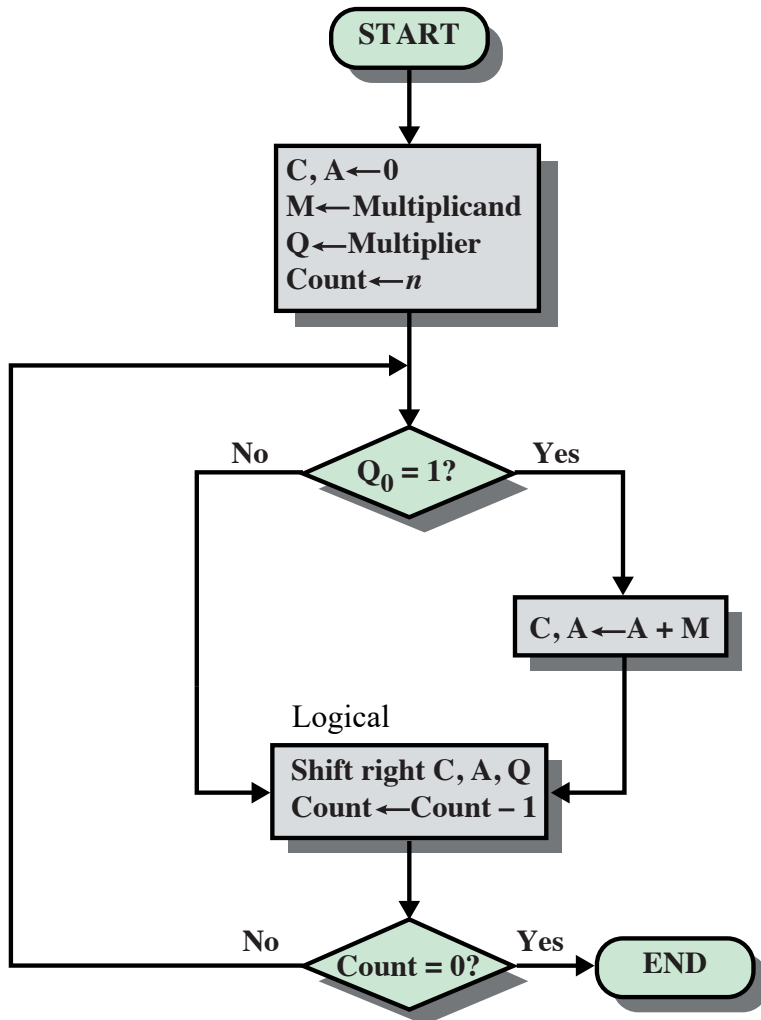 START
C, A←0
M←Multiplicand
Q←Multiplier
Count←n
No
Yes
Q₀ = 1?
C, A←A + M
Logical
Shift right C, A, Q
Count←Count – 1
No
Yes
Count = 0?
END